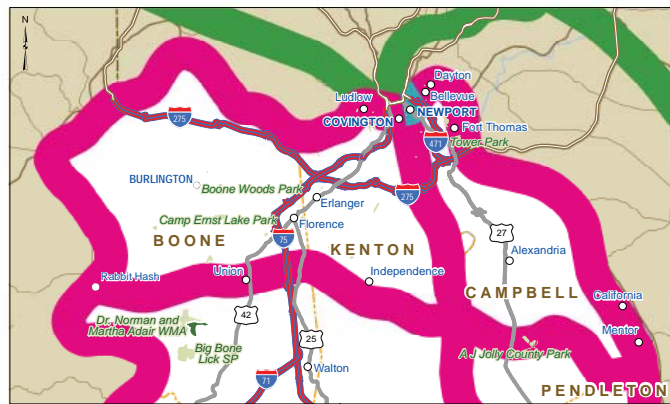 N
Dayton
Bellevue
Ludlow
NEWPORT
COVINGTON
Fort Thomas
275
471
Tower Park
BURLINGTON
Boone Woods Park
275
Erlanger
Camp Ernst Lake Park
Florence
27
BOONE
75
KENTON
Alexandria
Rabbit Hash
Union
Independence
CAMPBELL
California
42
Dr. Norman and
Martha Adair WMA
Mentor
25
Big Bone
Lick SP
A J Jolly County Park
Walton
71
PENDLETON